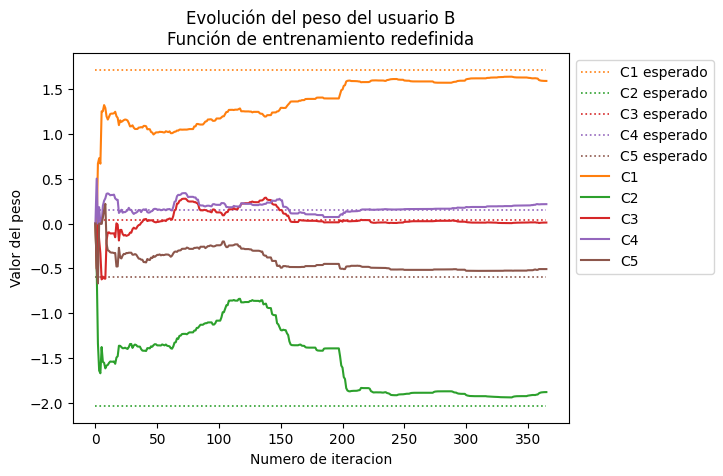 Evolución del peso del usuario B
Función de entrenamiento redefinida
Valor del peso
1.5
1.0
0.5
0.0
−0.5
−1.0
−1.5
−2.0
0 50 100 150 200 250 300 350
Numero de iteracion
C1 esperado
C2 esperado
C3 esperado
C4 esperado
C5 esperado
C1
C2
C3
C4
C5